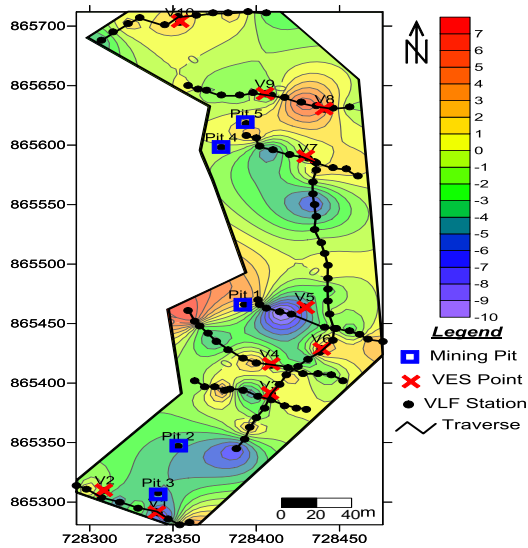 865700
865650
865600
865550
865500
865450
865400
865350
865300
728300 728350 728400 728450
V10
V9
V8
Pit 5
Pit 4
V7
Pit 1
V5
V6
V4
V3
Pit 2
V2
Pit 3
V1
0 20 40m
N
7
6
5
4
3
2
1
0
-1
-2
-3
-4
-5
-6
-7
-8
-9
-10
Legend
Mining Pit
VES Point
VLF Station
Traverse